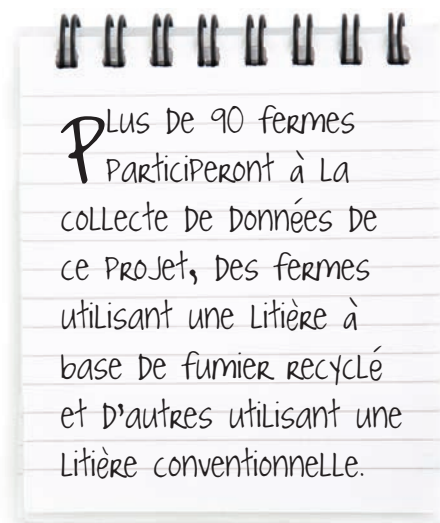 Plus de 90 fermes
participeront à la
collecte de données de
ce projet, des fermes
utilisant une litière à
base de fumier recyclé
et d'autres utilisant une
litière conventionnelle.